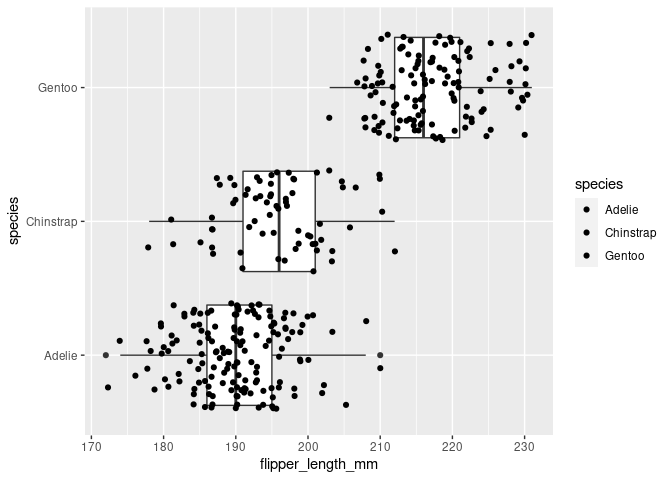 Gentoo
Chinstrap
Adelie
species
170 180 190 200 210 220 230
flipper_length_mm
species
Adelie
Chinstrap
Gentoo